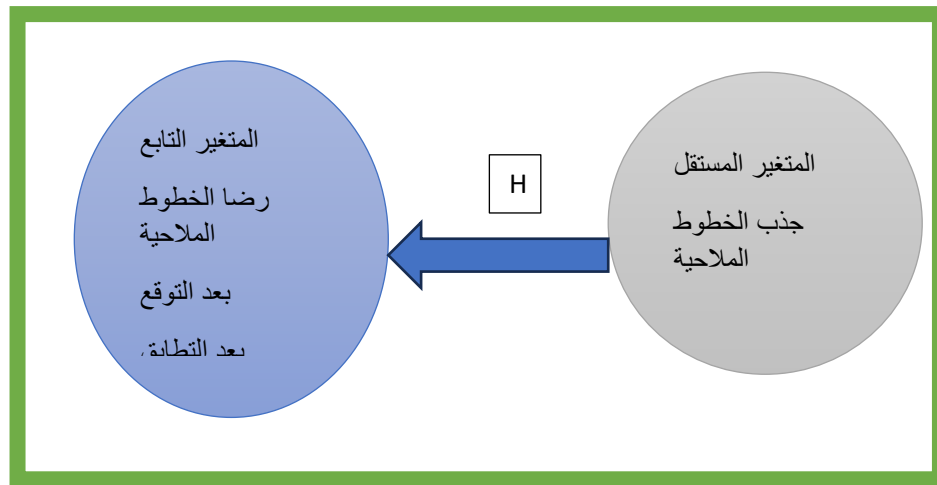 المتغير المستقل
جذب الخطوط
الملاحية
H
المتغير التابع
رضا الخطوط
الملاحية
بعد التوقع
بعد التطابق